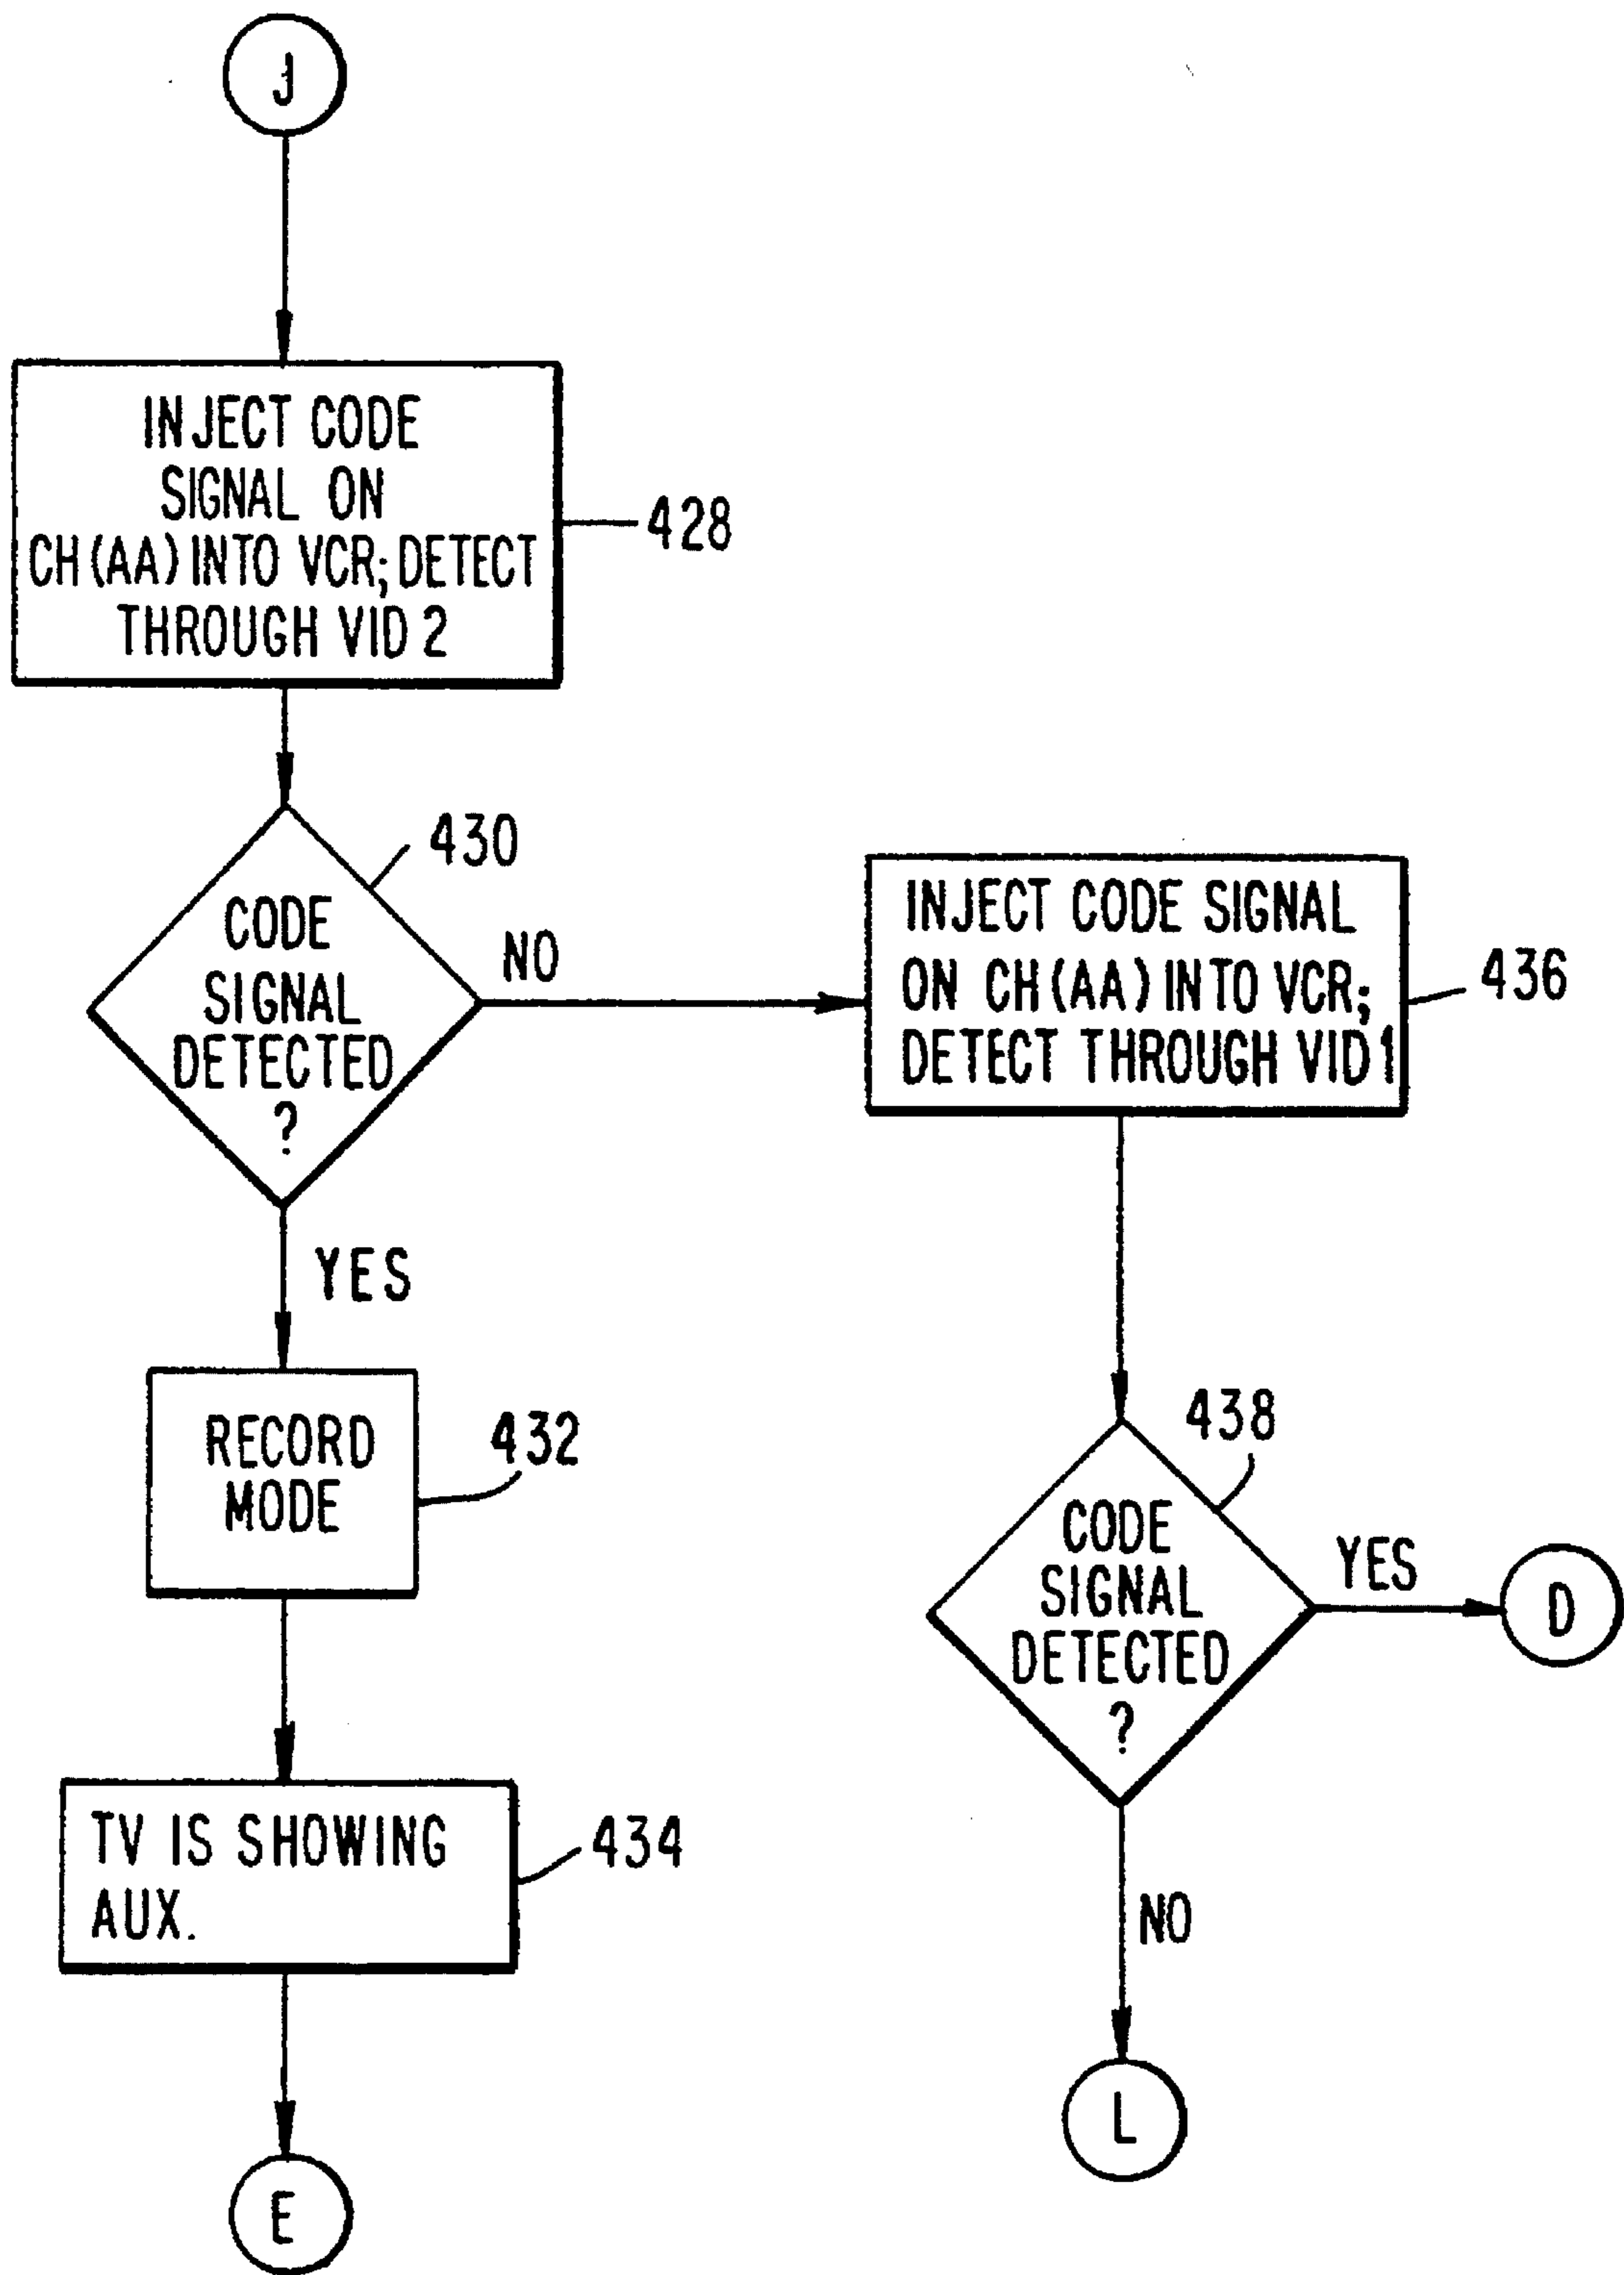 J
INJECT CODE
SIGNAL ON
CH(AA) INTO VCR; DETECT
THROUGH VID 2
428
430
CODE
SIGNAL
DETECTED
?
NO
YES
INJECT CODE SIGNAL
ON CH(AA) INTO VCR;
DETECT THROUGH VID 1
436
RECORD
MODE
432
438
CODE
SIGNAL
DETECTED
?
YES
D
NO
TV IS SHOWING
AUX.
434
L
E